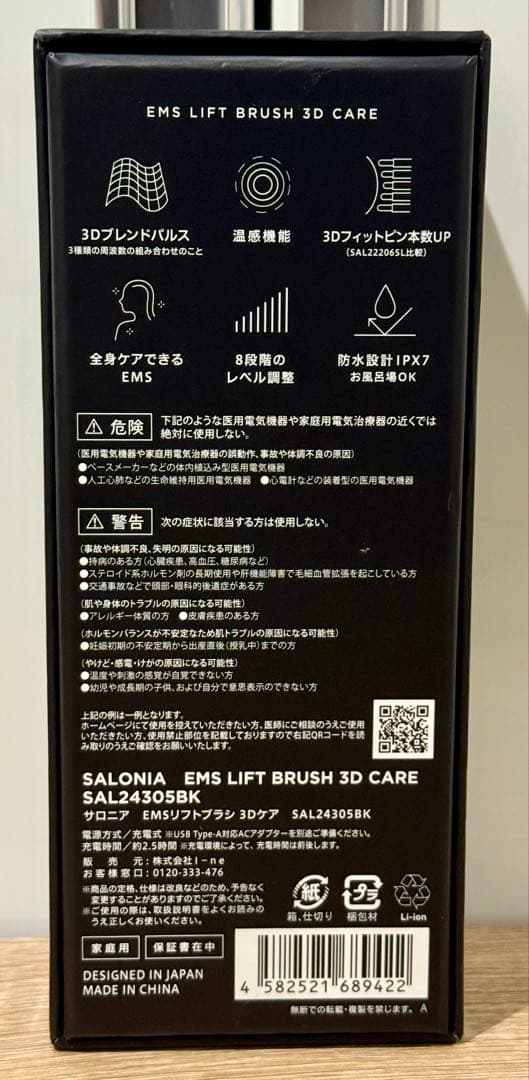 EMS LIFT BRUSH 3D CARE
3Dブレンドパルス
3種類の周波数の組み合わせのこと
温感機能
3Dフィットピン本数UP
(SAL22206SL比較)
全身ケアできる
EMS
8段階の
レベル調整
防水設計IPX7
お風呂場OK
危険
下記のような医用電気機器や家庭用電気治療器の近くでは
絶対に使用しない。
(医用電気機器や家庭用電気治療器の誤動作、事故や体調不良の原因)
●ペースメーカーなどの体内植込み型医用電気機器
●人工心肺などの生命維持用医用電気機器 ●心電計などの装着型の医用電気機器
警告
次の症状に該当する方は使用しない。
(事故や体調不良、失明の原因になる可能性)
●持病のある方(心臓疾患、高血圧、糖尿病など)
●ステロイド系ホルモン剤の長期使用や肝機能障害で毛細血管拡張を起こしている方
●交通事故などで頭部・眼科的後遺症がある方
(肌や身体のトラブルの原因になる可能性)
●アレルギー体質の方 ●皮膚疾患のある方
(ホルモンバランスが不安定なため肌トラブルの原因になる可能性)
●妊娠初期の不安定期から出産直後(授乳中)までの方
(やけど・感電・けがの原因になる可能性)
●温度や刺激の感覚が自覚できない方
●幼児や成長期の子供、および自分で意思表示のできない方
上記の例は一例となります。
ホームページにて使用を控えていただきたい方、医師にご相談のうえご使用
いただきたい方、使用禁止部位を記載しておりますので右記QRコードを読
み取りのうえご確認をお願いいたします。
SALONIA EMS LIFT BRUSH 3D CARE
SAL24305BK
サロニア EMSリフトブラシ 3Dケア SAL24305BK
電源方式/充電式 ※USB Type-A対応ACアダプターを別途ご準備ください。
充電時間/約2.5時間 ※充電環境によって、充電時間は前後します。
販売元:株式会社I-ne
お客様窓口:0120-333-476
※商品の定格、仕様は改良などのため、予告なく
変更することがありますのでご了承ください。
※ご使用の際は、取扱説明書をよくお読みの
うえ正しくお使いください。
紙
箱、仕切り
プラ
梱包材
Li-ion
家庭用
保証書在中
DESIGNED IN JAPAN
MADE IN CHINA
4 582521 689422
無断での転載・複製を禁じます。 A